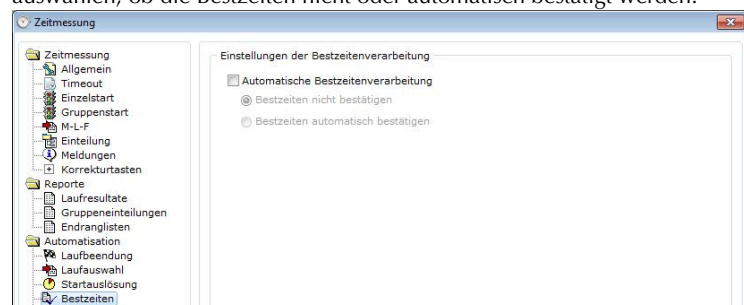 auswählen, ob die Bestzeiten nicht oder automatisch bestätigt werden.
Zeitmessung
Zeitmessung
Allgemein
Timeout
Einzelstart
Gruppenstart
M-L-F
Einteilung
Meldungen
Korrekturtasten
Reporte
Laufresultate
Gruppeneinteilungen
Endranglisten
Automatisation
Laufbeendung
Laufauswahl
Startauslösung
Bestzeiten
Einstellungen der Bestzeitenverarbeitung
Automatische Bestzeitenverarbeitung
Bestzeiten nicht bestätigen
Bestzeiten automatisch bestätigen